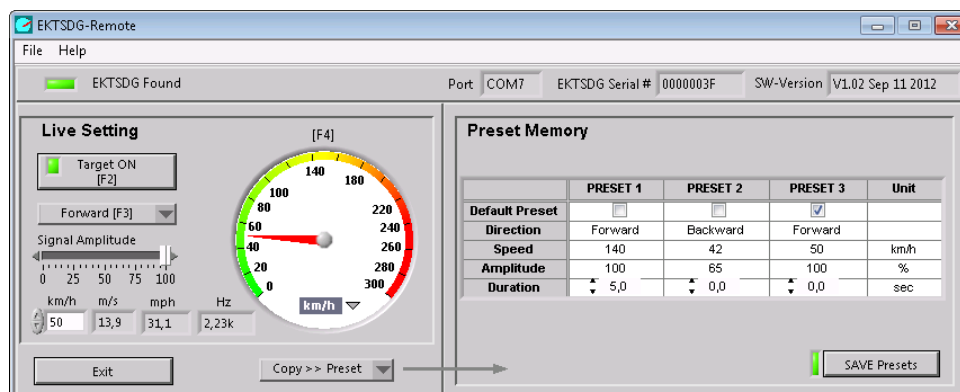 EKTSDG-Remote
File Help
EKTSDG Found Port COM7 EKTSDG Serial # 0000003F SW-Version V1.02 Sep 11 2012
Live Setting
[F4]
Target ON
[F2]
Forward [F3]
Signal Amplitude
0 25 50 75 100
km/h m/s mph Hz
50 13,9 31,1 2,23k
0
20
40
60
80
100
140
180
220
240
260
280
300
km/h
Exit
Copy >> Preset
Preset Memory
PRESET 1 PRESET 2 PRESET 3 Unit
Default Preset
Direction Forward Backward Forward
Speed 140 42 50 km/h
Amplitude 100 65 100 %
Duration 5,0 0,0 0,0 sec
SAVE Presets